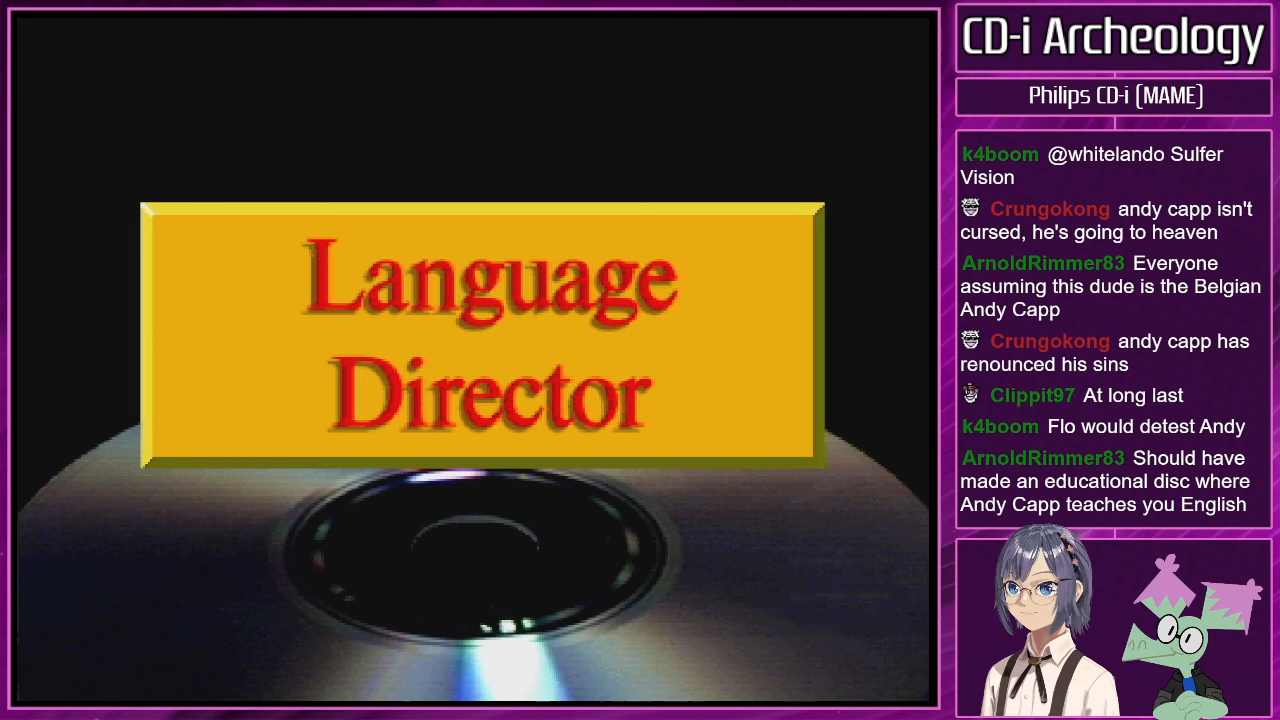 Language
Director
CD-i Archeology
Philips CD-i [MAME]
k4boom @whitelando Sulfer
Vision
Crungokong andy capp isn't
cursed, he's going to heaven
ArnoldRimmer83 Everyone
assuming this dude is the Belgian
Andy Capp
Crungokong andy capp has
renounced his sins
Clippit97 At long last
k4boom Flo would detest Andy
ArnoldRimmer83 Should have
made an educational disc where
Andy Capp teaches you English